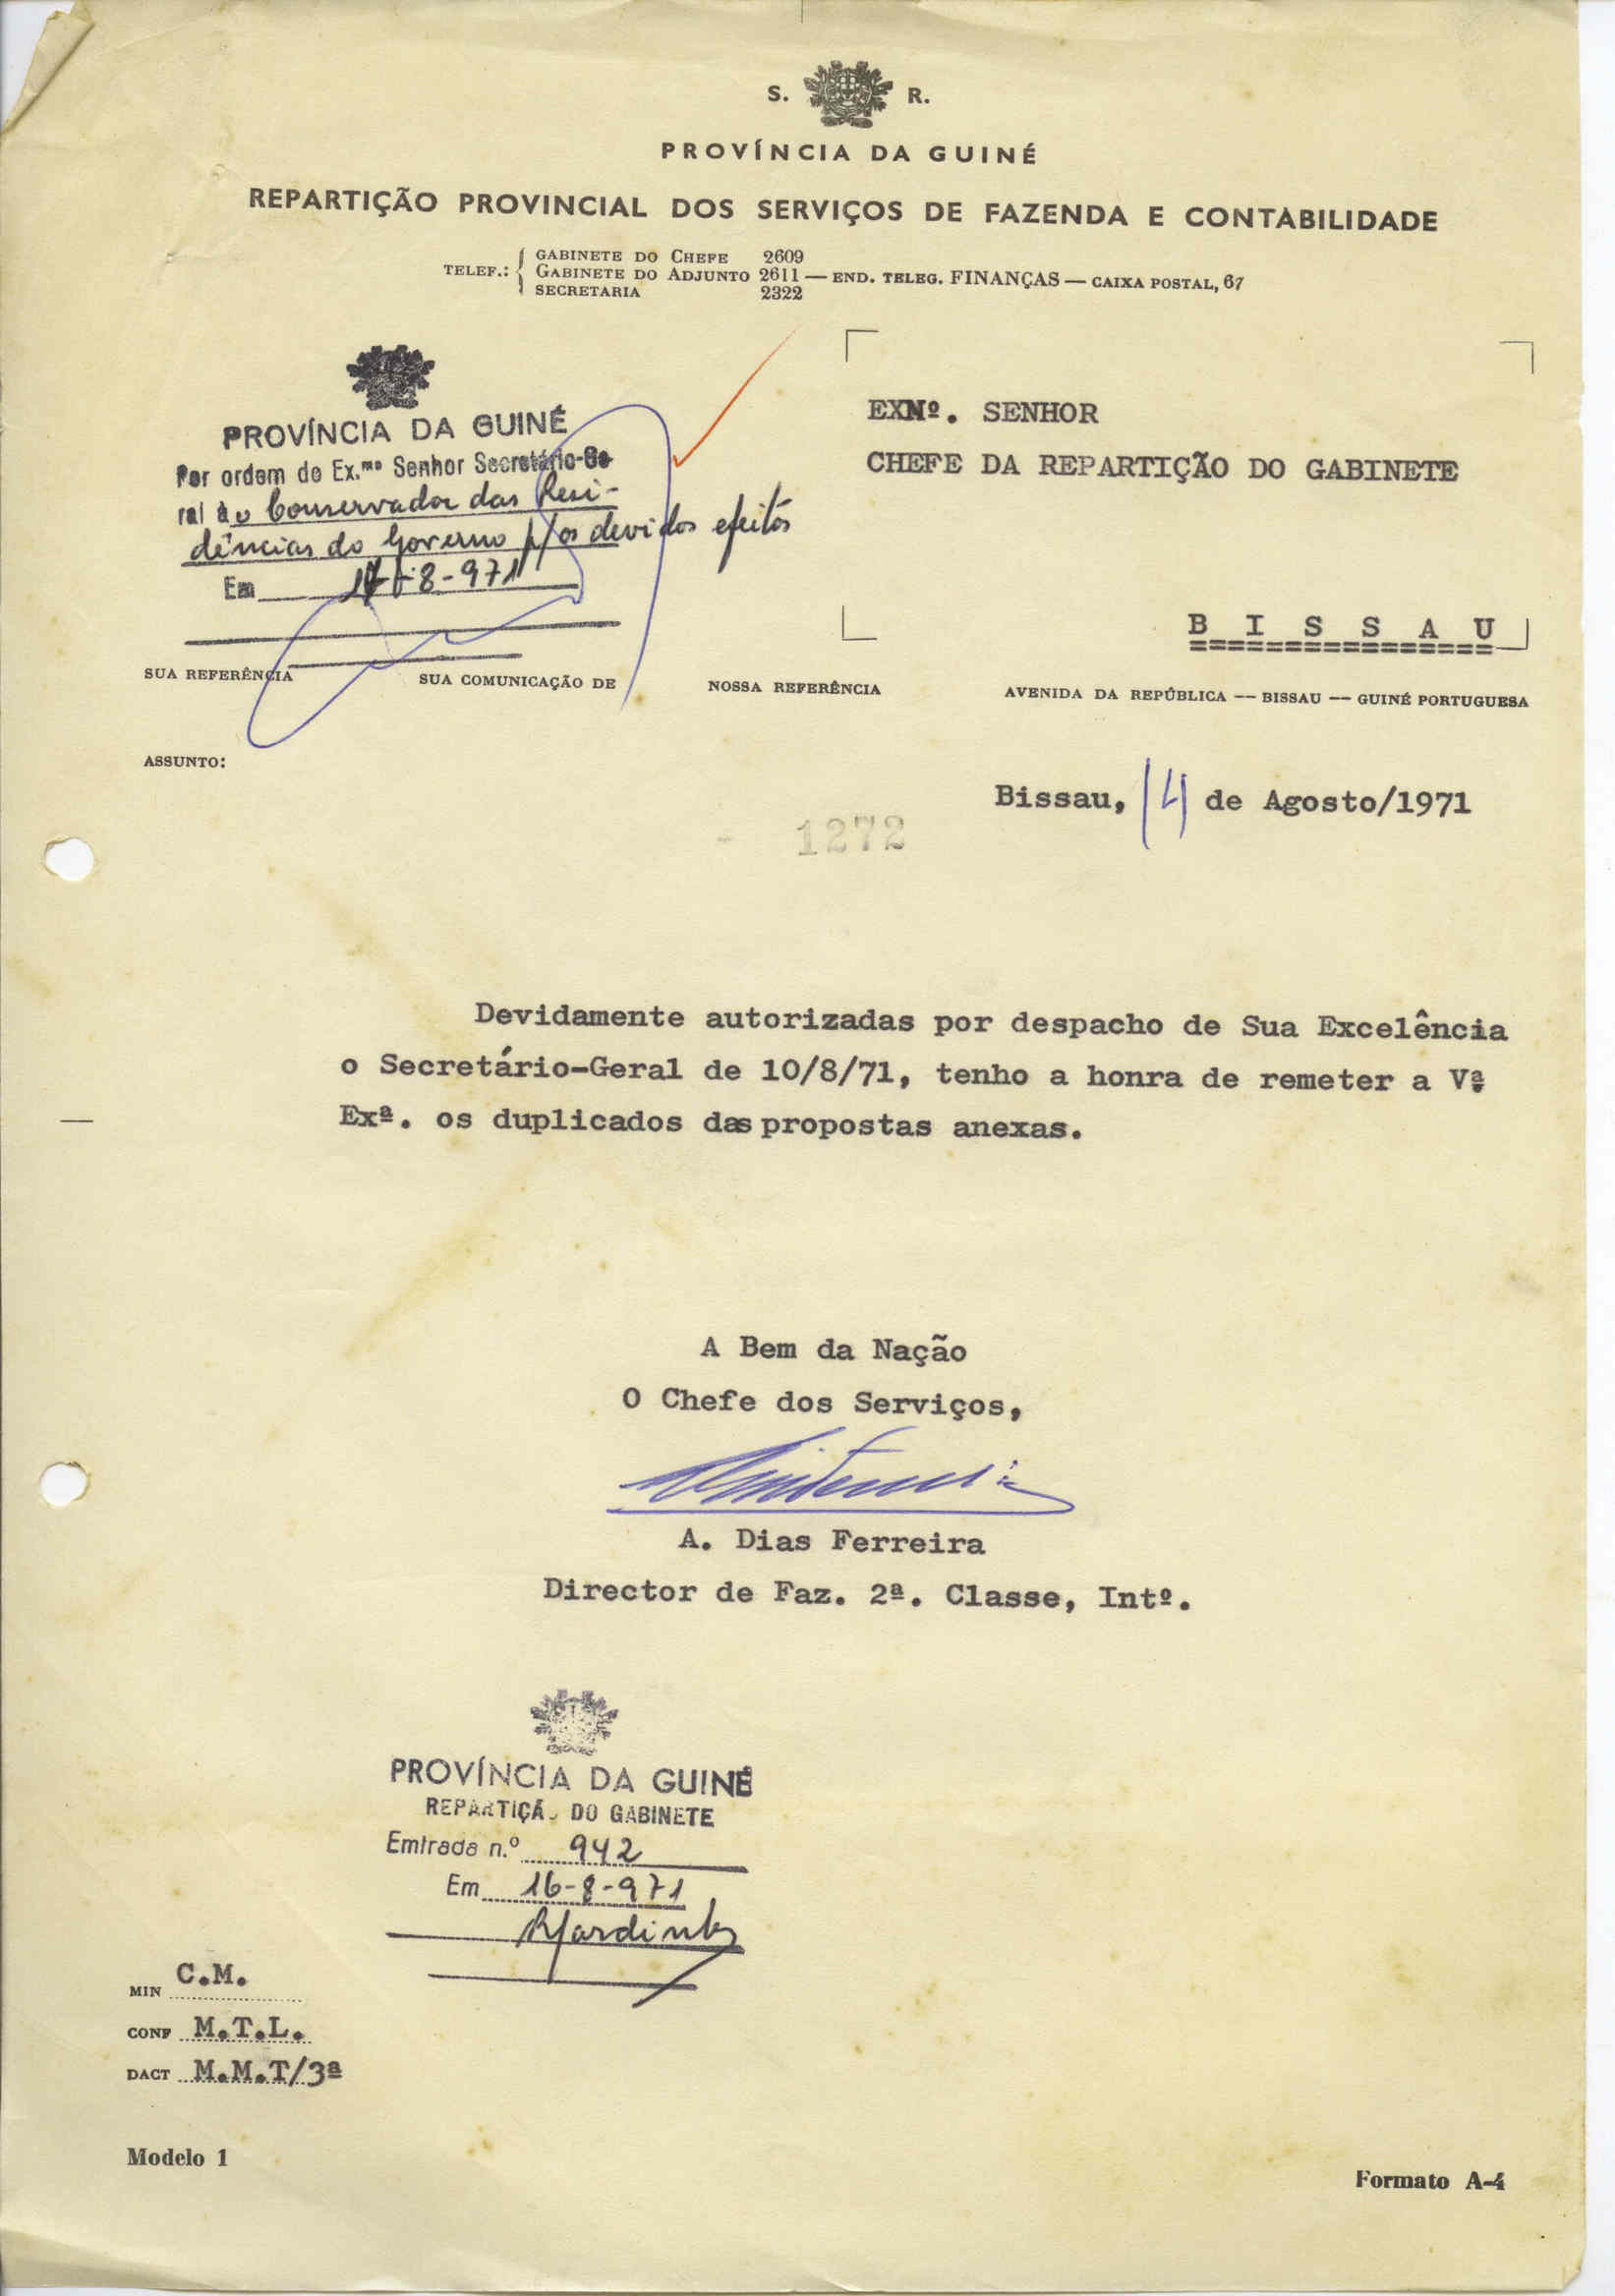 S. R.
PROVÍNCIA DA GUINÉ
REPARTIÇÃO PROVINCIAL DOS SERVIÇOS DE FAZENDA E CONTABILIDADE
TELEF.: GABINETE DO CHEFE 2609
GABINETE DO ADJUNTO 2611 — END. TELEG. FINANÇAS — CAIXA POSTAL, 67
SECRETARIA 2322
PROVÍNCIA DA GUINÉ
Por ordem de Ex.mo Senhor Secretário-Ge-
ral à o Conservador das Resi-
dências do Governo p/ os devidos efeitos
Em 17-8-971
EXMº. SENHOR
CHEFE DA REPARTIÇÃO DO GABINETE
B I S S A U
SUA REFERÊNCIA SUA COMUNICAÇÃO DE NOSSA REFERÊNCIA AVENIDA DA REPÚBLICA — BISSAU — GUINÉ PORTUGUESA
ASSUNTO:
Bissau, 14 de Agosto/1971
- 1272
Devidamente autorizadas por despacho de Sua Excelência
o Secretário-Geral de 10/8/71, tenho a honra de remeter a Vª
Exª. os duplicados das propostas anexas.
A Bem da Nação
O Chefe dos Serviços,
A. Dias Ferreira
Director de Faz. 2ª. Classe, Intº.
PROVÍNCIA DA GUINÉ
REPARTIÇÃO DO GABINETE
Entrada n.º 942
Em 16-8-971
MIN C.M.
CONF M.T.L.
DACT M.M.T/3ª
Modelo 1
Formato A-4